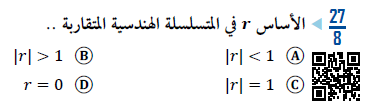 27/8 ◀ الأساس r في المتسلسلة الهندسية المتقاربة ..
|r| < 1 (A) |r| > 1 (B)
|r| = 1 (C) r = 0 (D)